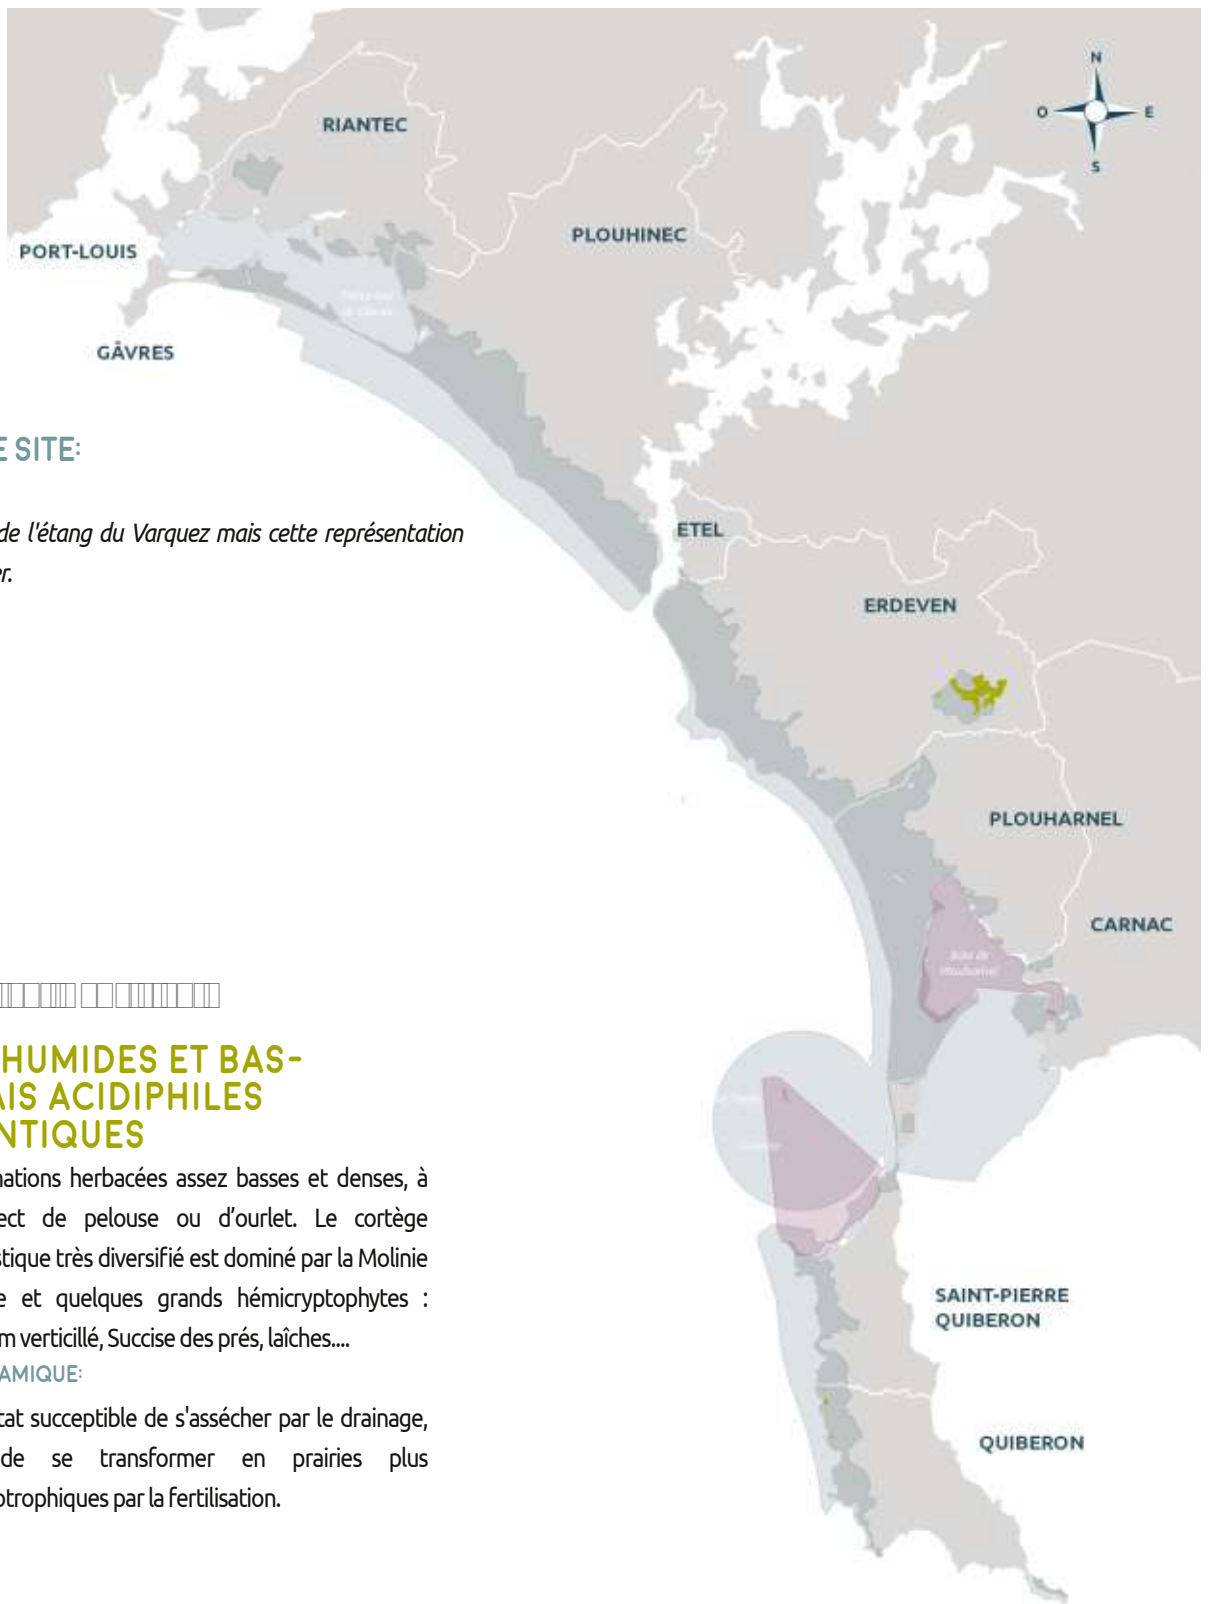 N
O
E
S
RIANTEC
PLOUHINEC
PORT-LOUIS
GÂVRES
E SITE:
de l'étang du Varquez mais cette représentation
er.
ETEL
ERDEVEN
PLOUHARNEL
CARNAC
HUMIDES ET BAS-
AIS ACIDIPHILES
NTIQUES
nations herbacées assez basses et denses, à
ect de pelouse ou d’ourlet. Le cortège
stique très diversifié est dominé par la Molinie
e et quelques grands hémicryptophytes :
m verticillé, Succise des prés, laîches....
AMIQUE:
tat succeptible de s'assécher par le drainage,
de se transformer en prairies plus
otrophiques par la fertilisation.
SAINT-PIERRE
QUIBERON
QUIBERON